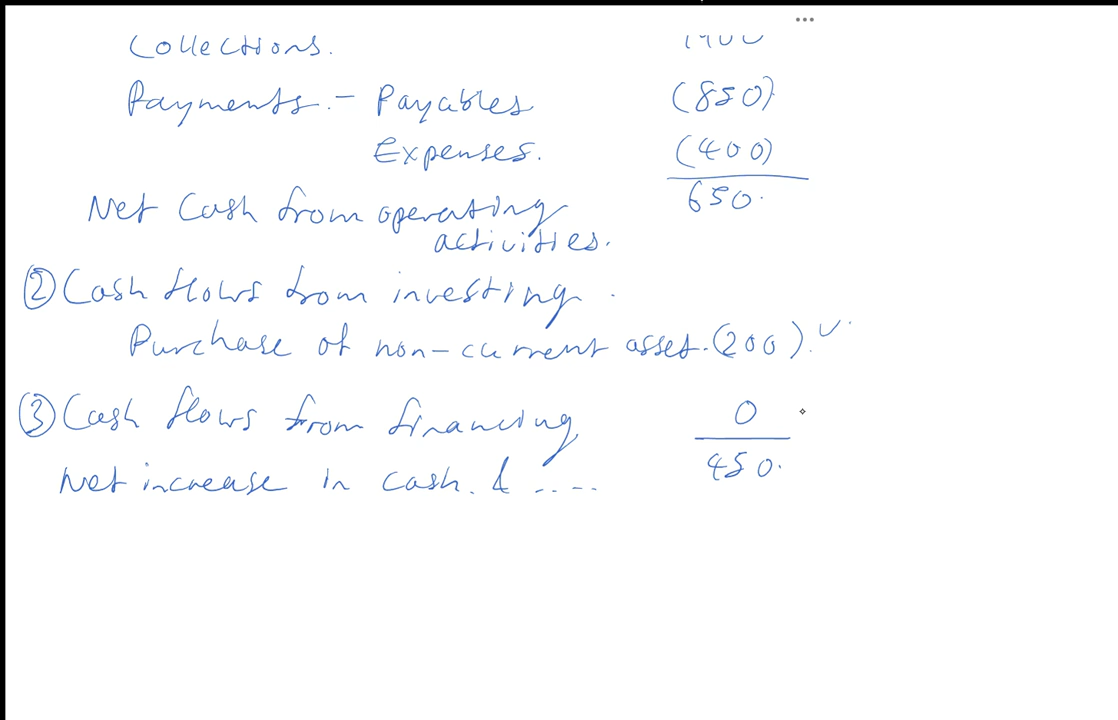 Collections. 1900
Payments. - Payables (850)
Expenses. (400)
650.
Net Cash from operating
activities.
② Cash flows from investing.
Purchase of non-current asset. (200).
③ Cash flows from financing 0
Net increase in cash. & ..... 450.